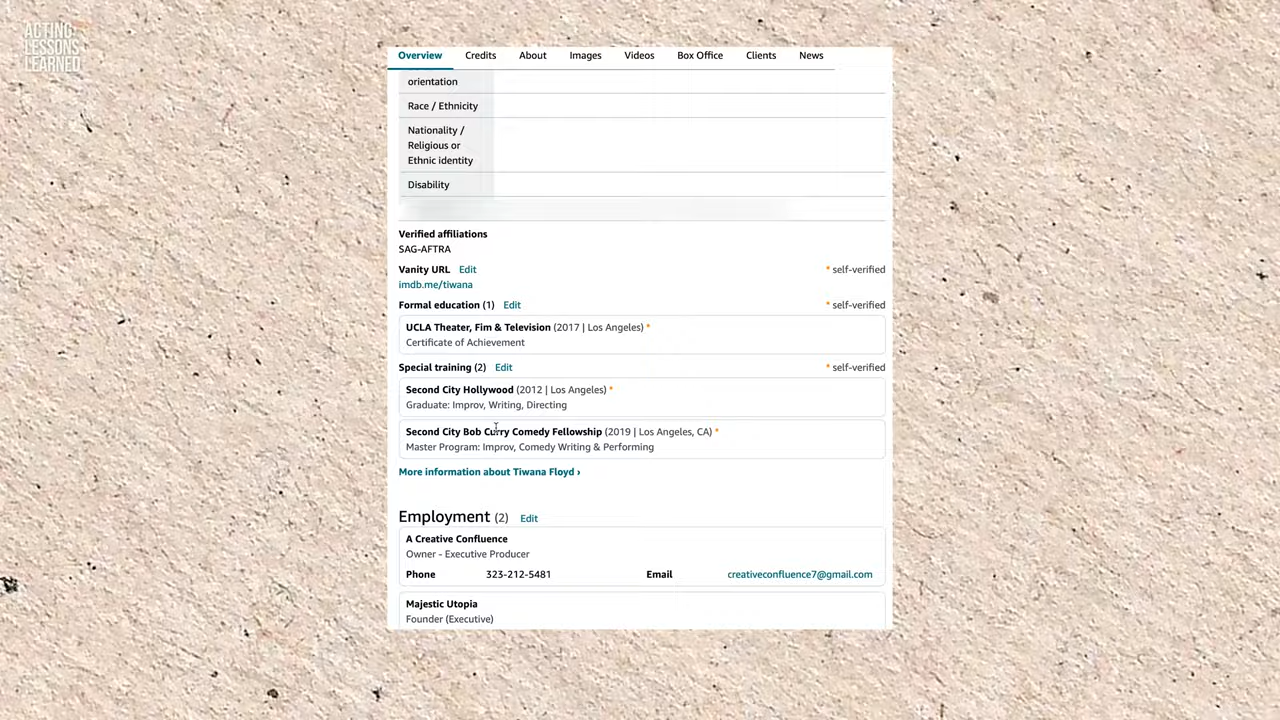 ACTING
LESSONS
LEARNED
Overview Credits About Images Videos Box Office Clients News
orientation
Race / Ethnicity
Nationality /
Religious or
Ethnic identity
Disability
Verified affiliations
SAG-AFTRA
Vanity URL Edit * self-verified
imdb.me/tiwana
Formal education (1) Edit * self-verified
UCLA Theater, Fim & Television (2017 | Los Angeles) *
Certificate of Achievement
Special training (2) Edit * self-verified
Second City Hollywood (2012 | Los Angeles) *
Graduate: Improv, Writing, Directing
Second City Bob Curry Comedy Fellowship (2019 | Los Angeles, CA) *
Master Program: Improv, Comedy Writing & Performing
More information about Tiwana Floyd ›
Employment (2) Edit
A Creative Confluence
Owner - Executive Producer
Phone 323-212-5481 Email creativeconfluence7@gmail.com
Majestic Utopia
Founder (Executive)